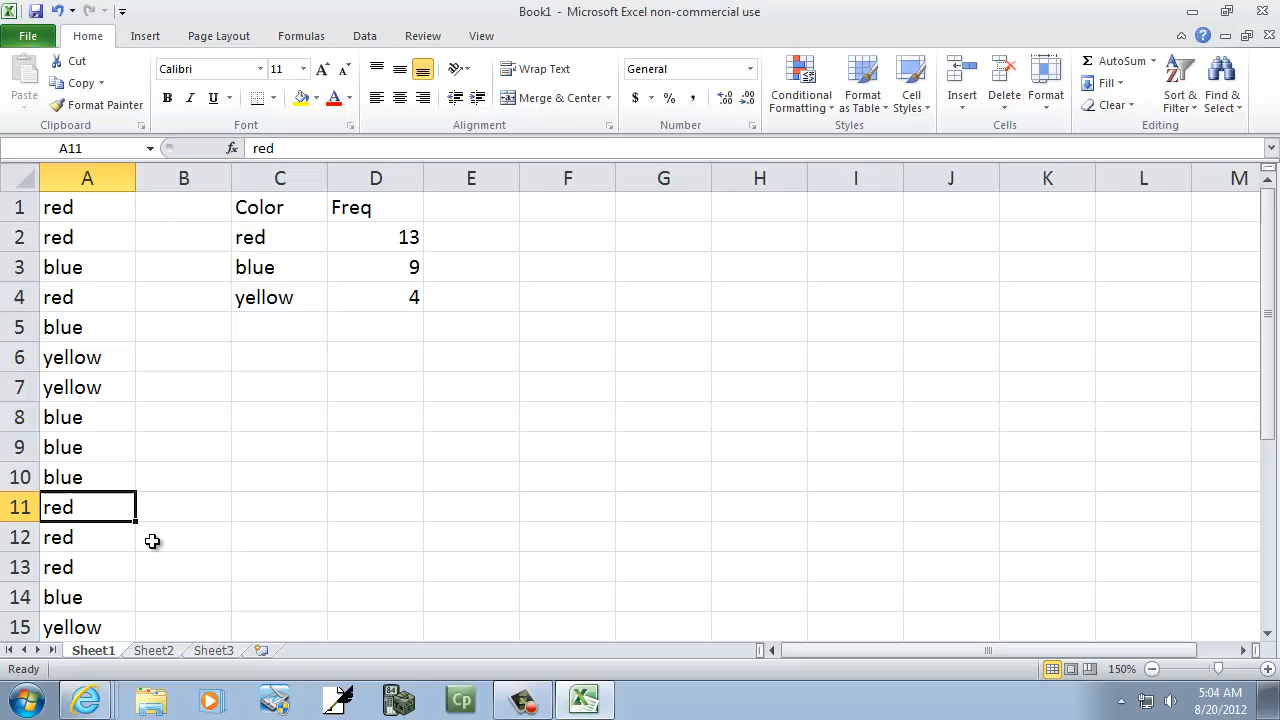 Book1 - Microsoft Excel non-commercial use
File Home Insert Page Layout Formulas Data Review View
Paste
Cut
Copy
Format Painter
Clipboard
Calibri 11
B I U
Font
Wrap Text
Merge & Center
Alignment
General
$ % ,
Number
Conditional Formatting
Format as Table
Cell Styles
Styles
Insert Delete Format
Cells
Σ AutoSum
Fill
Clear
Sort & Filter
Find & Select
Editing
A11 fx red
A B C D E F G H I J K L M
1 red Color Freq
2 red red 13
3 blue blue 9
4 red yellow 4
5 blue
6 yellow
7 yellow
8 blue
9 blue
10 blue
11 red
12 red
13 red
14 blue
15 yellow
Sheet1 Sheet2 Sheet3
Ready 150%
Cp
5:04 AM
8/20/2012